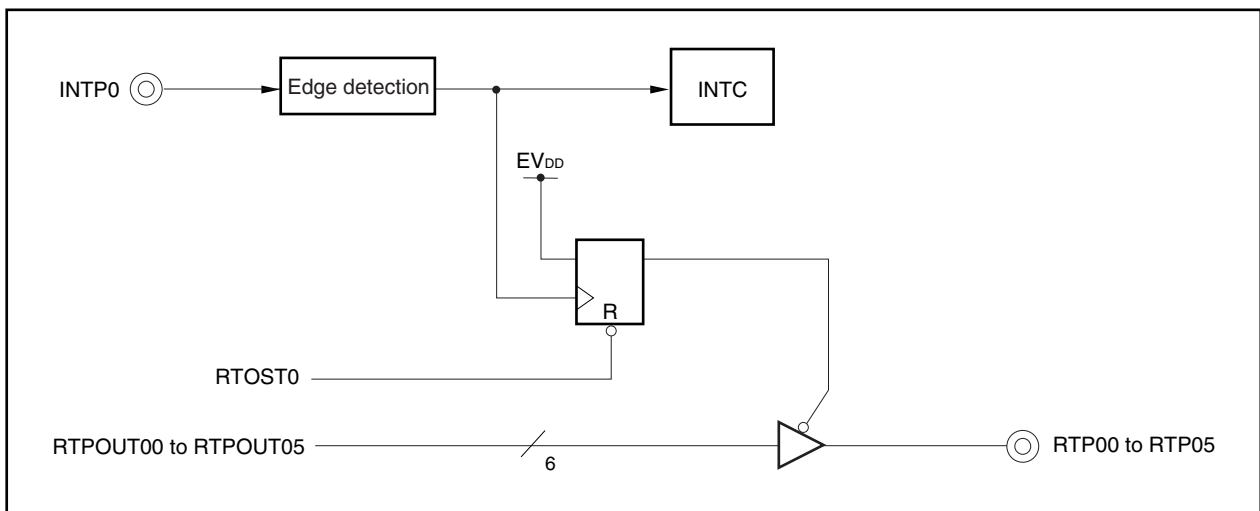 INTP0
Edge detection
INTC
EVDD
R
RTOST0
RTPOUT00 to RTPOUT05
6
RTP00 to RTP05